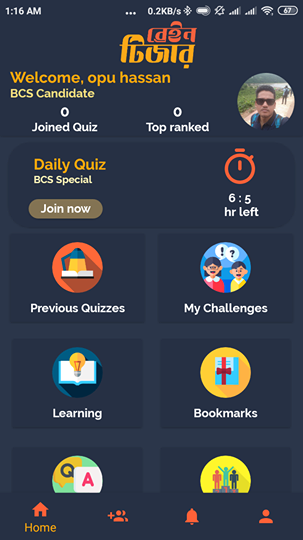 1:16 AM ... 0.2KB/s 67
ব্রেইন
টিজার
Welcome, opu hassan
BCS Candidate
0 0
Joined Quiz Top ranked
Daily Quiz
BCS Special
Join now
6 : 5
hr left
Previous Quizzes My Challenges
Learning Bookmarks
Q A
Home